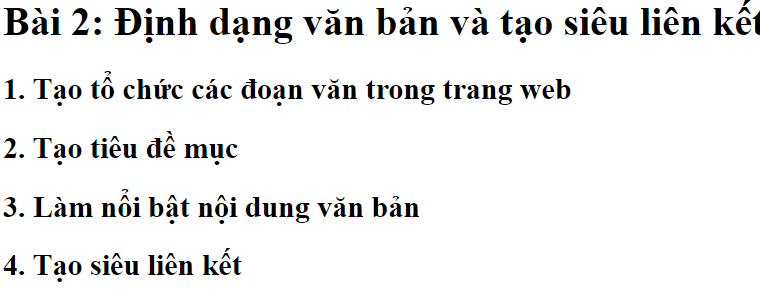 Bài 2: Định dạng văn bản và tạo siêu liên kết
1. Tạo tổ chức các đoạn văn trong trang web
2. Tạo tiêu đề mục
3. Làm nổi bật nội dung văn bản
4. Tạo siêu liên kết